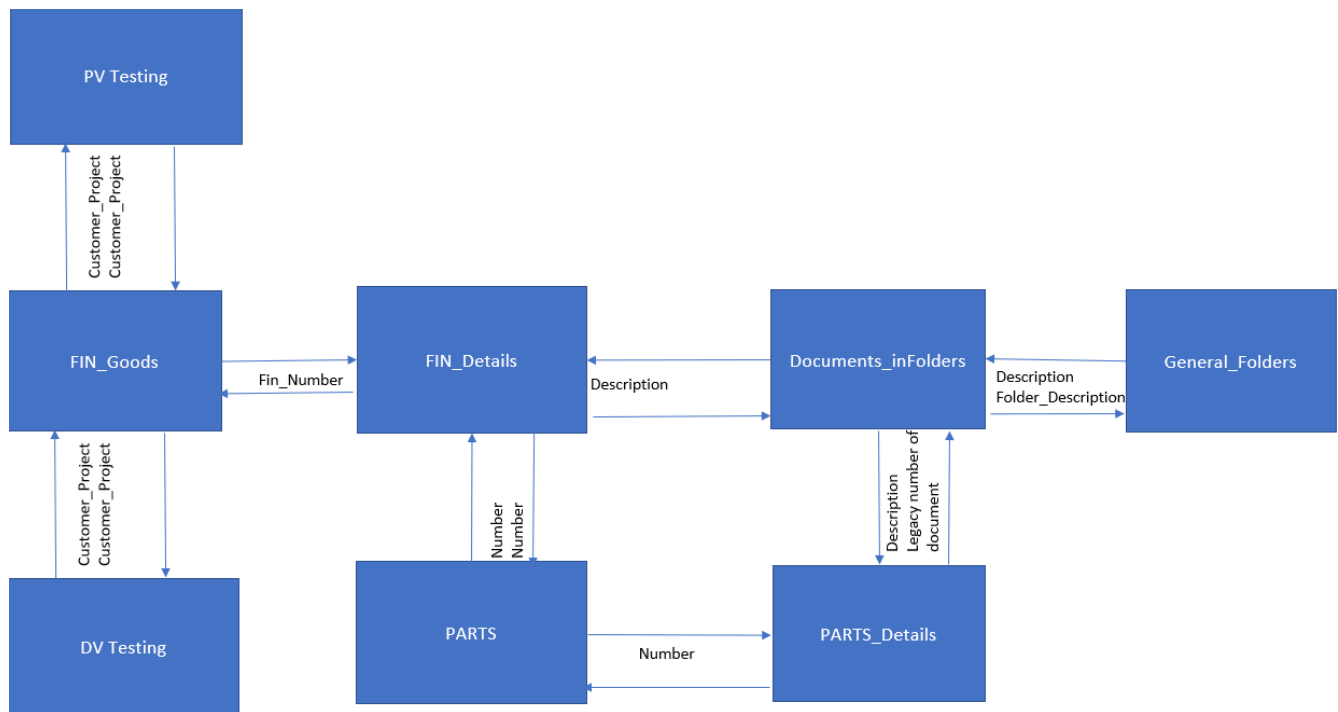 PV Testing
Customer_Project
Customer_Project
FIN_Goods
Fin_Number
FIN_Details
Description
Documents_inFolders
Description
Folder_Description
General_Folders
Customer_Project
Customer_Project
Number
Number
Description
Legacy number of
document
DV Testing
PARTS
Number
PARTS_Details